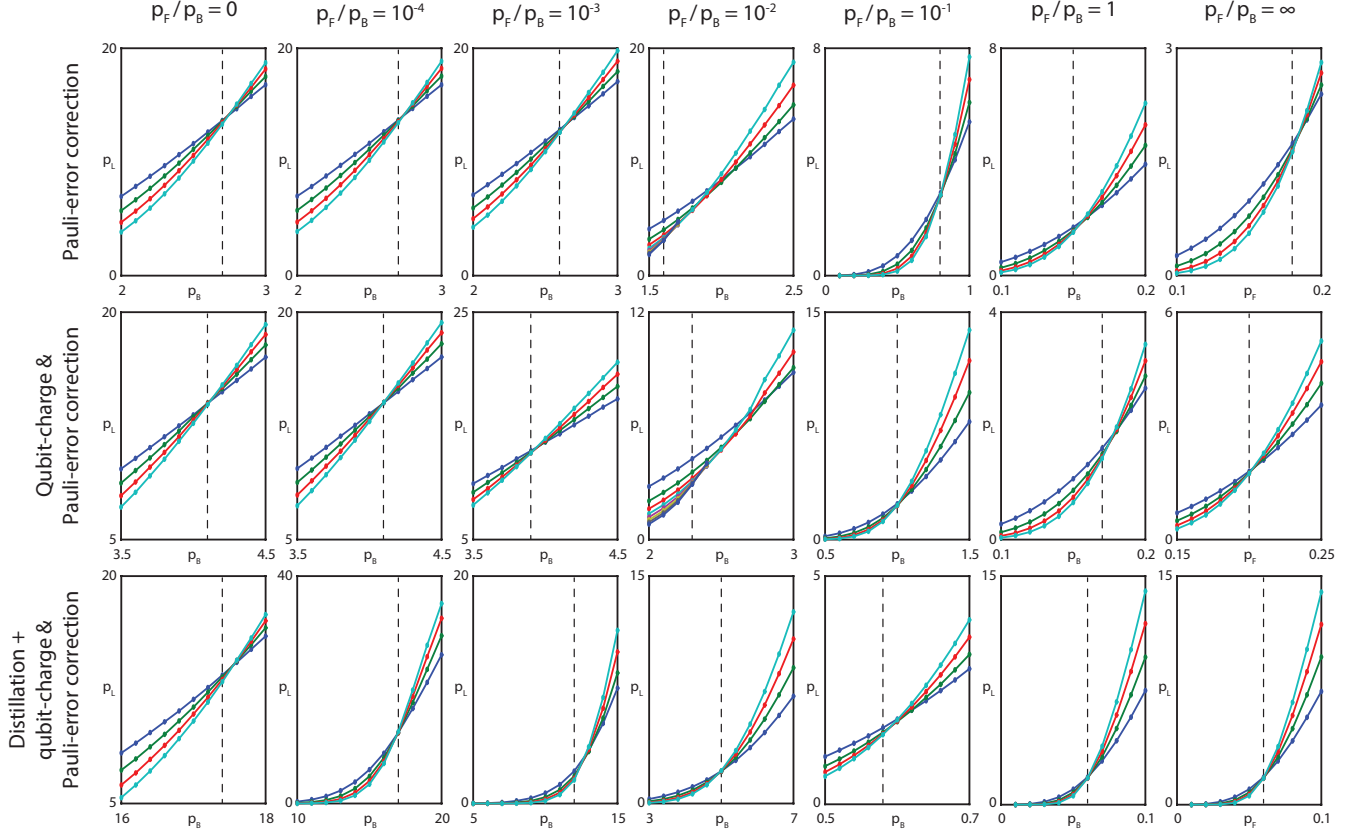 p_F / p_B = 0
p_F / p_B = 10^-4
p_F / p_B = 10^-3
p_F / p_B = 10^-2
p_F / p_B = 10^-1
p_F / p_B = 1
p_F / p_B = ∞
Pauli-error correction
20 20 20 20 8 8 3
p_L p_L p_L p_L p_L p_L p_L
0 0 0 0 0 0 0
2 p_B 3
2 p_B 3
2 p_B 3
1.5 p_B 2.5
0 p_B 1
0.1 p_B 0.2
0.1 p_F 0.2
Qubit-charge &
Pauli-error correction
20 20 25 12 15 4 6
p_L p_L p_L p_L p_L p_L p_L
5 5 5 0 0 0 0
3.5 p_B 4.5
3.5 p_B 4.5
3.5 p_B 4.5
2 p_B 3
0.5 p_B 1.5
0.1 p_B 0.2
0.15 p_F 0.25
Distillation +
qubit-charge &
Pauli-error correction
20 40 20 15 5 15 15
p_L p_L p_L p_L p_L p_L p_L
5 0 0 0 0 0 0
16 p_B 18
10 p_B 20
5 p_B 15
3 p_B 7
0.5 p_B 0.7
0 p_B 0.1
0 p_F 0.1